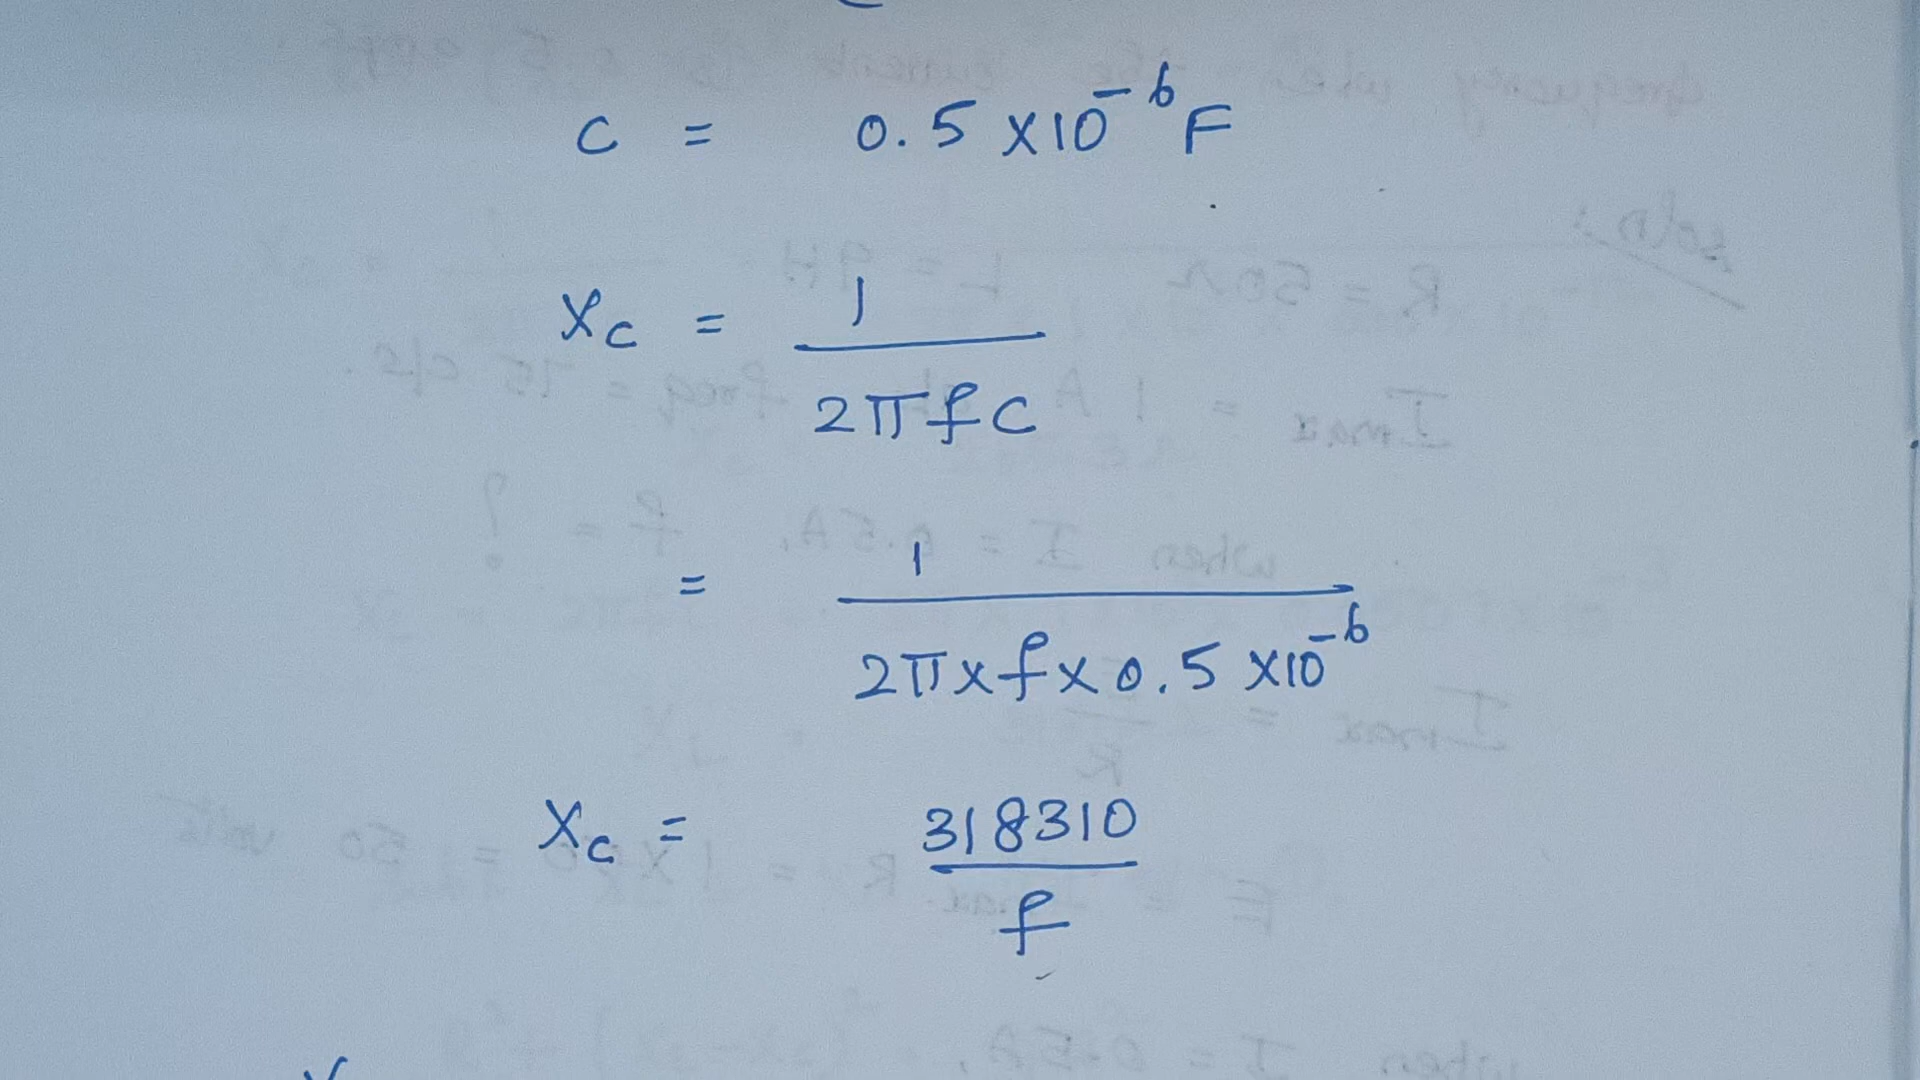 C = 0.5 × 10⁻⁶ F
Xc = 1 / 2πfC
= 1 / 2π × f × 0.5 × 10⁻⁶
Xc = 318310 / f